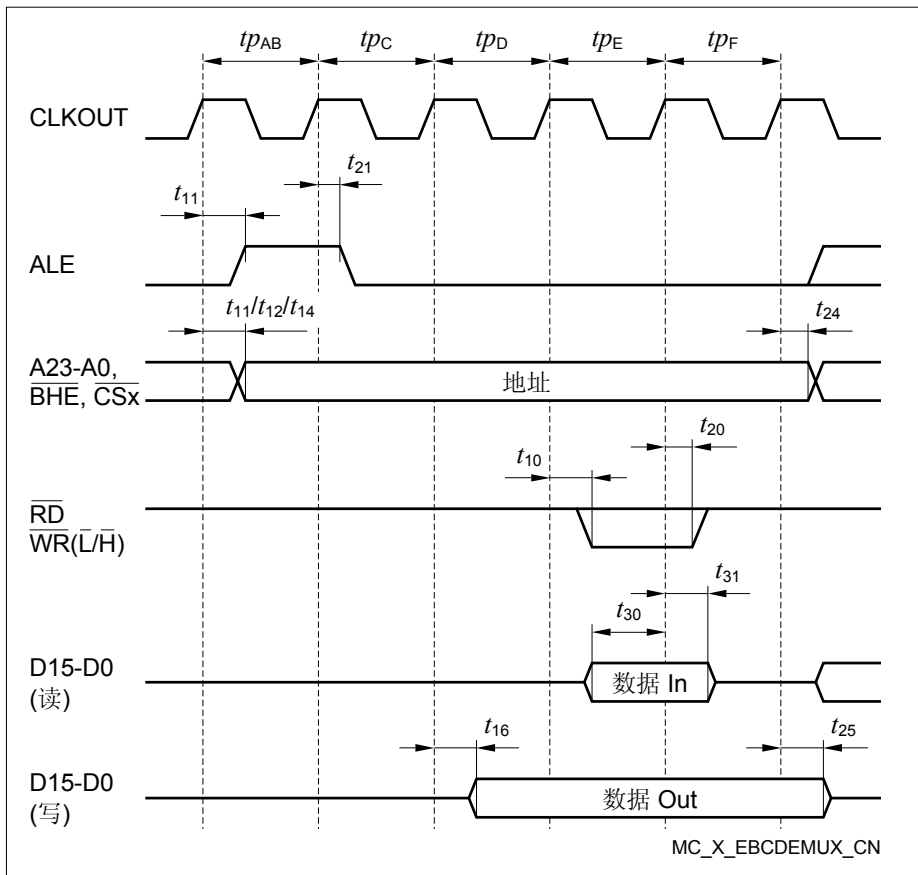 tpAB tpC tpD tpE tpF
CLKOUT
t21
t11
ALE
t11/t12/t14
t24
A23-A0,
BHE, CSx
地址
t20
t10
RD
WR(L/H)
t31
t30
D15-D0
(读)
数据 In
t16
t25
D15-D0
(写)
数据 Out
MC_X_EBCDEMUX_CN